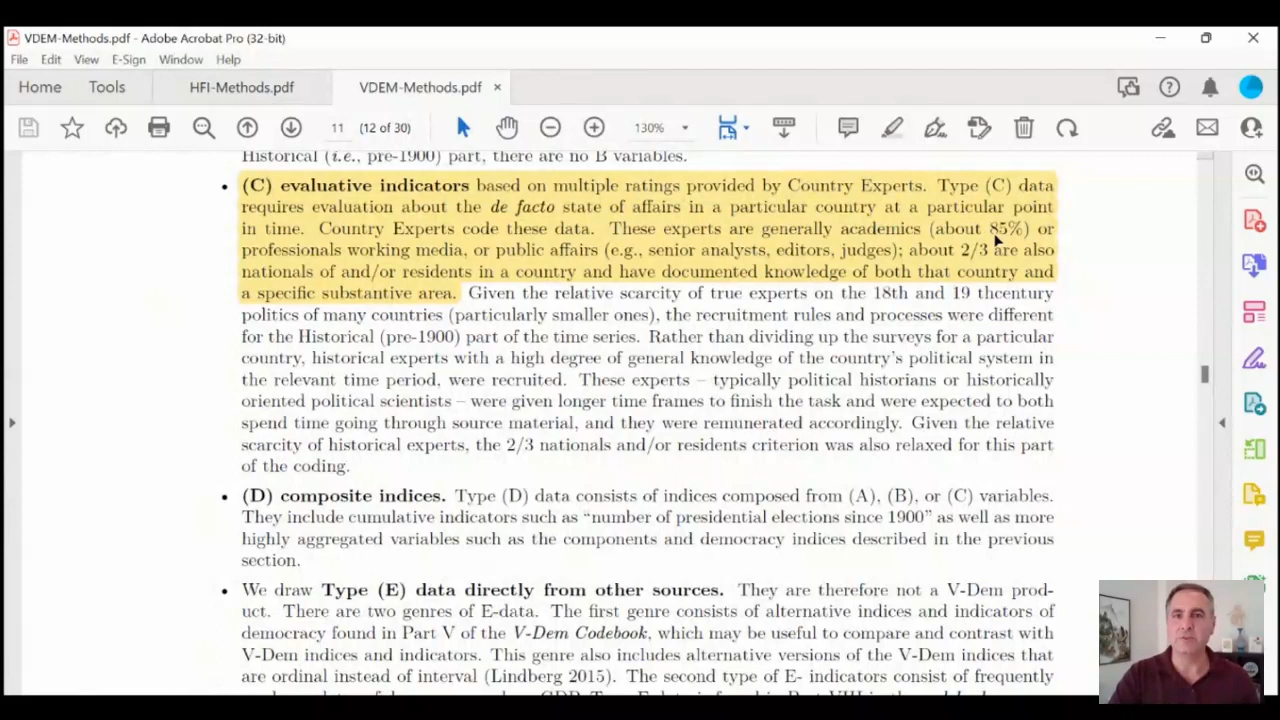 VDEM-Methods.pdf - Adobe Acrobat Pro (32-bit)
File Edit View E-Sign Window Help
Home Tools HFI-Methods.pdf VDEM-Methods.pdf ×
11 (12 of 30) 130%
Historical (i.e., pre-1900) part, there are no B variables.
• (C) evaluative indicators based on multiple ratings provided by Country Experts. Type (C) data
requires evaluation about the de facto state of affairs in a particular country at a particular point
in time. Country Experts code these data. These experts are generally academics (about 85%) or
professionals working media, or public affairs (e.g., senior analysts, editors, judges); about 2/3 are also
nationals of and/or residents in a country and have documented knowledge of both that country and
a specific substantive area. Given the relative scarcity of true experts on the 18th and 19 thcentury
politics of many countries (particularly smaller ones), the recruitment rules and processes were different
for the Historical (pre-1900) part of the time series. Rather than dividing up the surveys for a particular
country, historical experts with a high degree of general knowledge of the country's political system in
the relevant time period, were recruited. These experts – typically political historians or historically
oriented political scientists – were given longer time frames to finish the task and were expected to both
spend time going through source material, and they were remunerated accordingly. Given the relative
scarcity of historical experts, the 2/3 nationals and/or residents criterion was also relaxed for this part
of the coding.
• (D) composite indices. Type (D) data consists of indices composed from (A), (B), or (C) variables.
They include cumulative indicators such as “number of presidential elections since 1900” as well as more
highly aggregated variables such as the components and democracy indices described in the previous
section.
• We draw Type (E) data directly from other sources. They are therefore not a V-Dem prod-
uct. There are two genres of E-data. The first genre consists of alternative indices and indicators of
democracy found in Part V of the V-Dem Codebook, which may be useful to compare and contrast with
V-Dem indices and indicators. This genre also includes alternative versions of the V-Dem indices that
are ordinal instead of interval (Lindberg 2015). The second type of E- indicators consist of frequently